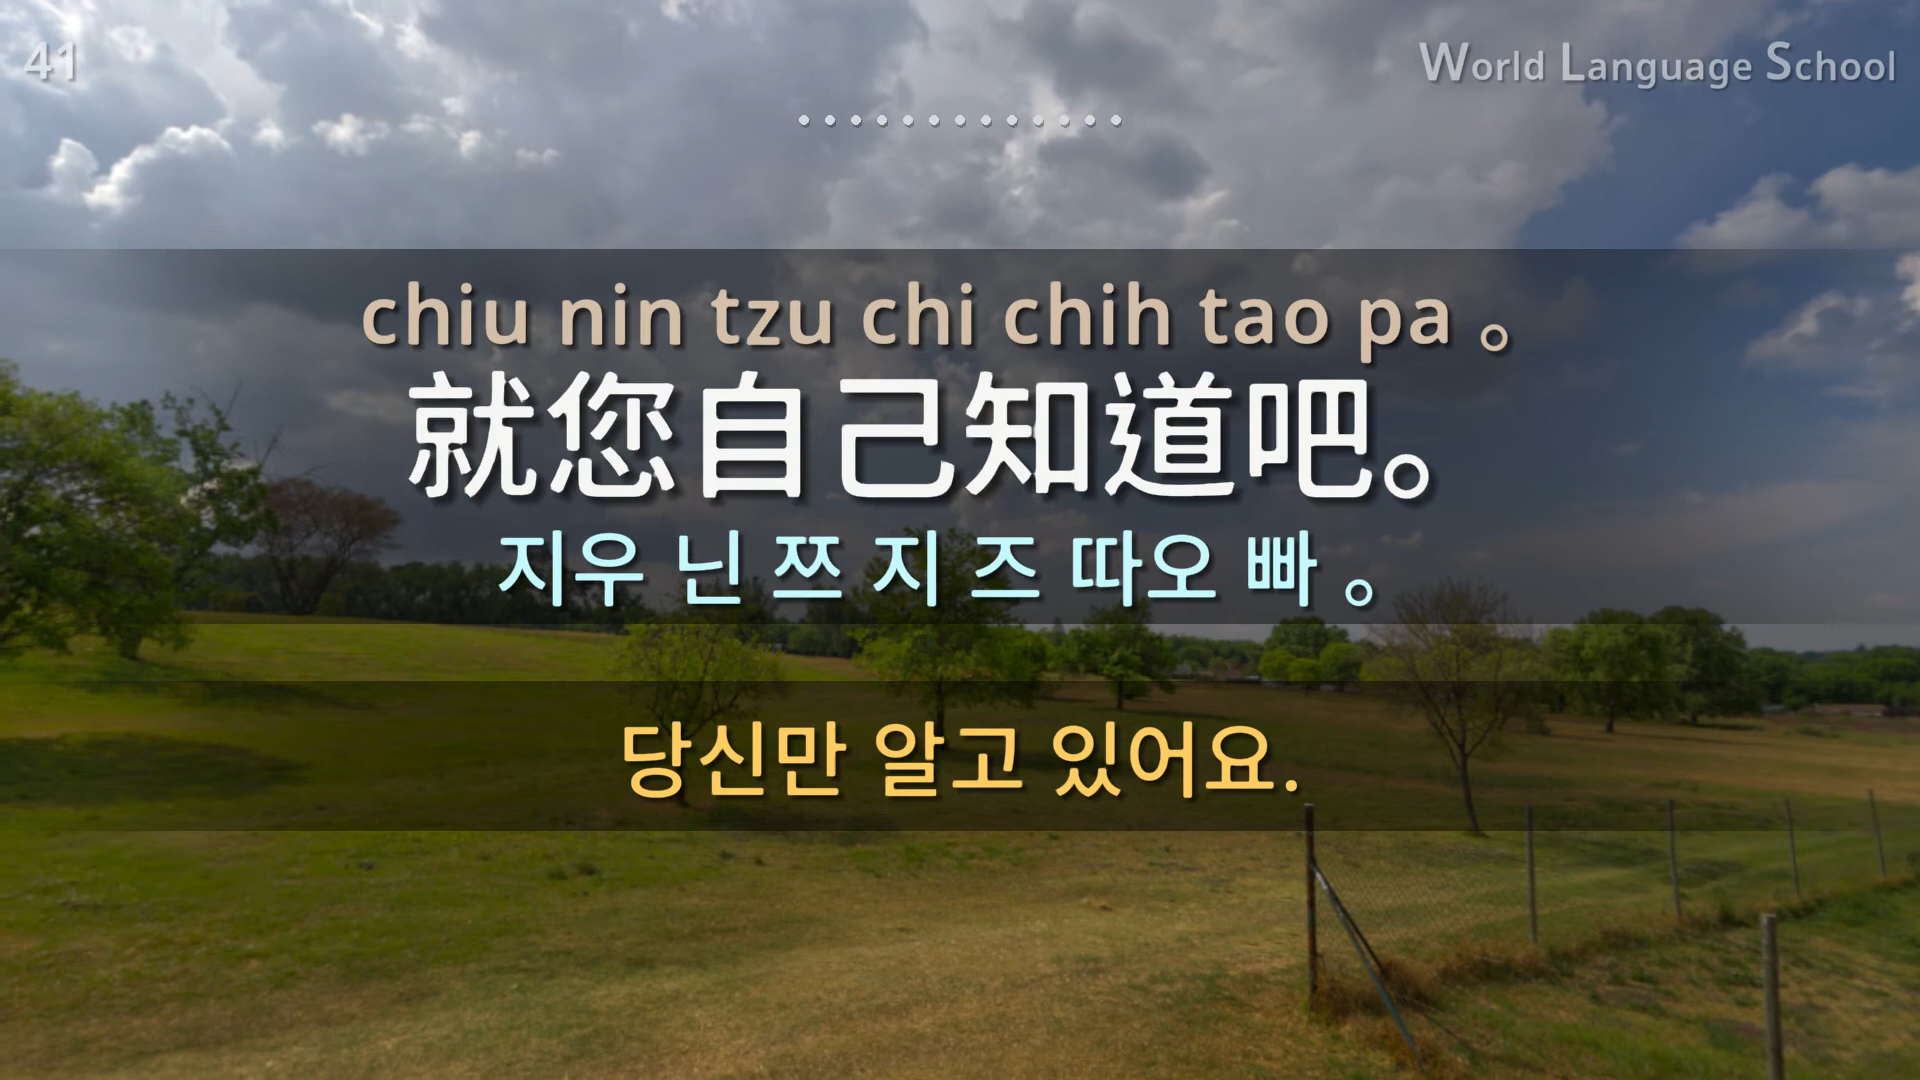 41
World Language School
chiu nin tzu chi chih tao pa 。
就您自己知道吧。
지우 닌 쯔 지 즈 따오 빠 。
당신만 알고 있어요.